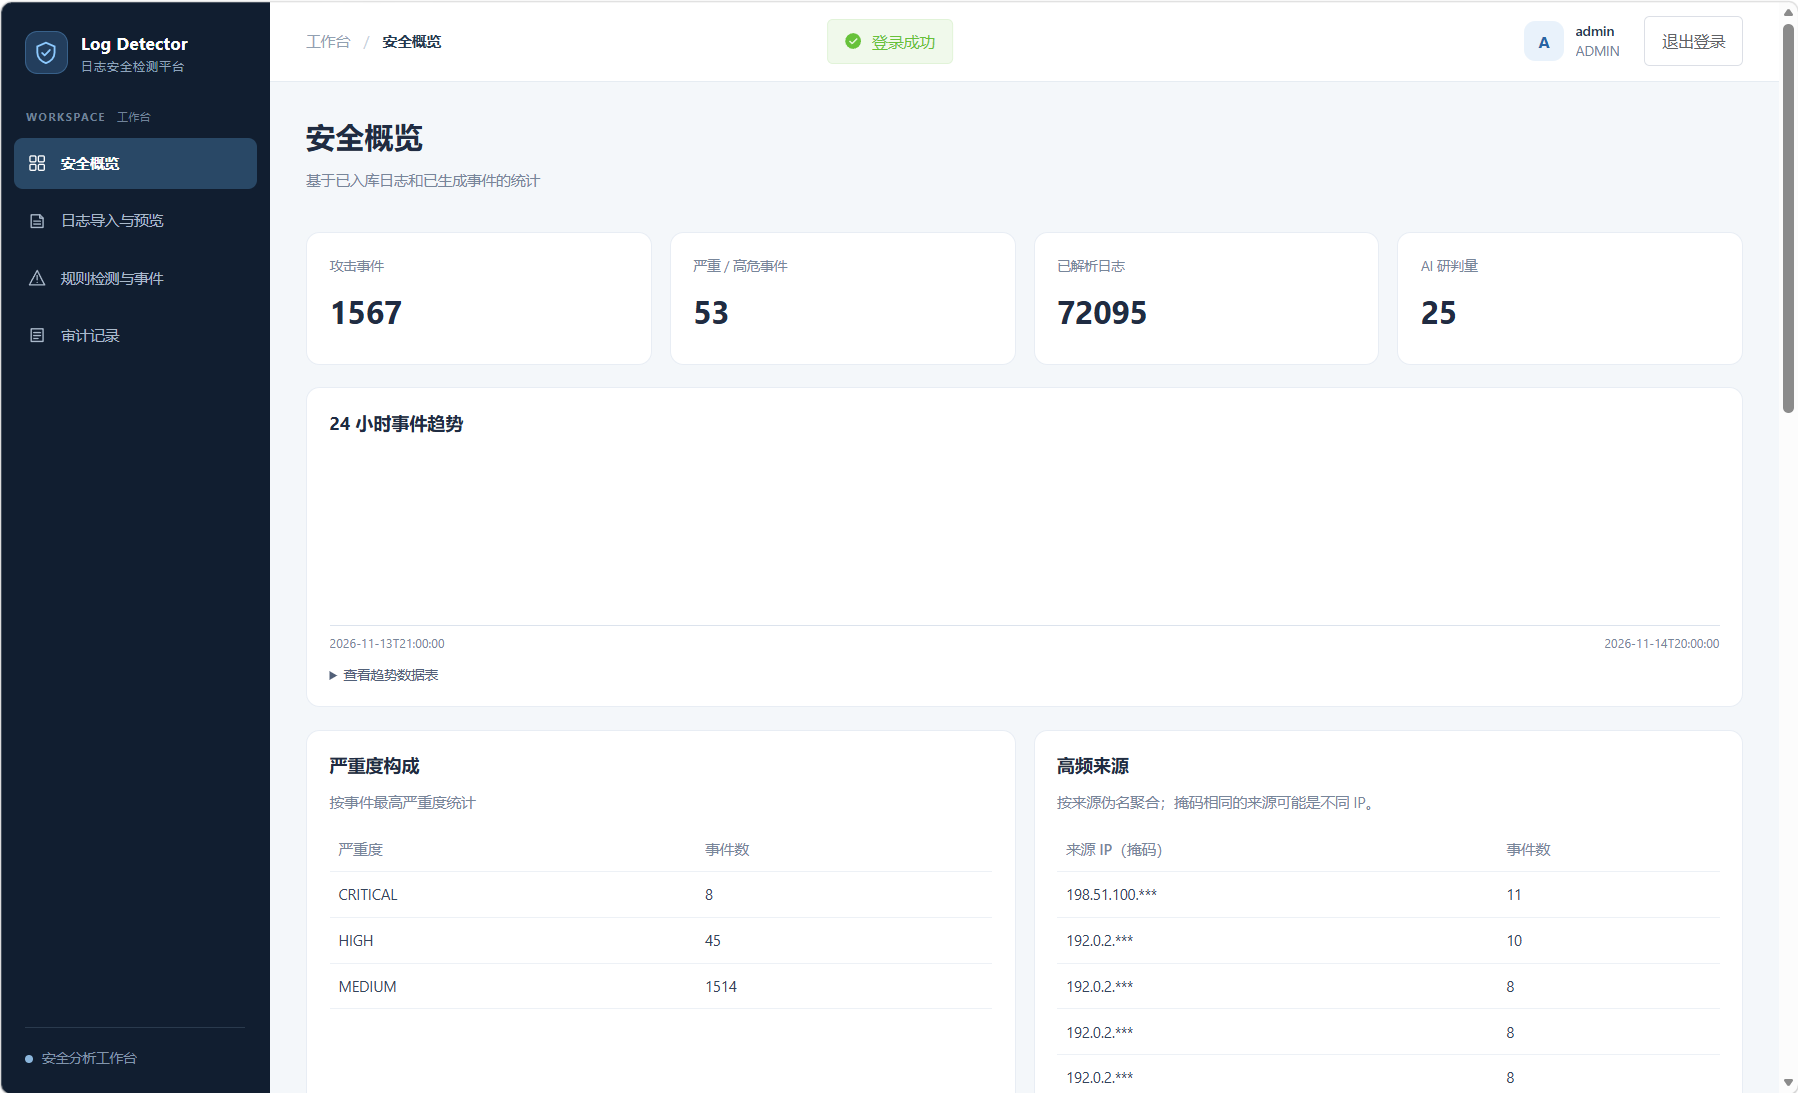 Log Detector
日志安全检测平台
WORKSPACE 工作台
安全概览
日志导入与预览
规则检测与事件
审计记录
安全分析工作台
工作台 / 安全概览
登录成功
A
admin
ADMIN
退出登录
安全概览
基于已入库日志和已生成事件的统计
攻击事件
1567
严重 / 高危事件
53
已解析日志
72095
AI 研判量
25
24 小时事件趋势
2026-11-13T21:00:00
2026-11-14T20:00:00
查看趋势数据表
严重度构成
按事件最高严重度统计
严重度 事件数
CRITICAL 8
HIGH 45
MEDIUM 1514
高频来源
按来源伪名聚合；掩码相同的来源可能是不同 IP。
来源 IP（掩码） 事件数
198.51.100.*** 11
192.0.2.*** 10
192.0.2.*** 8
192.0.2.*** 8
192.0.2.*** 8